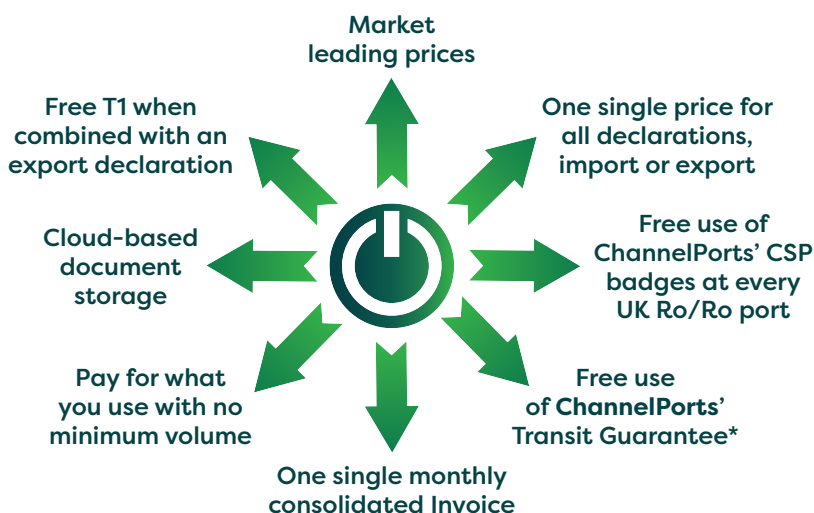 Market
leading prices
One single price for
all declarations,
import or export
Free use of
ChannelPorts’ CSP
badges at every
UK Ro/Ro port
Free use
of ChannelPorts’
Transit Guarantee*
One single monthly
consolidated Invoice
Pay for what
you use with no
minimum volume
Cloud-based
document
storage
Free T1 when
combined with an
export declaration